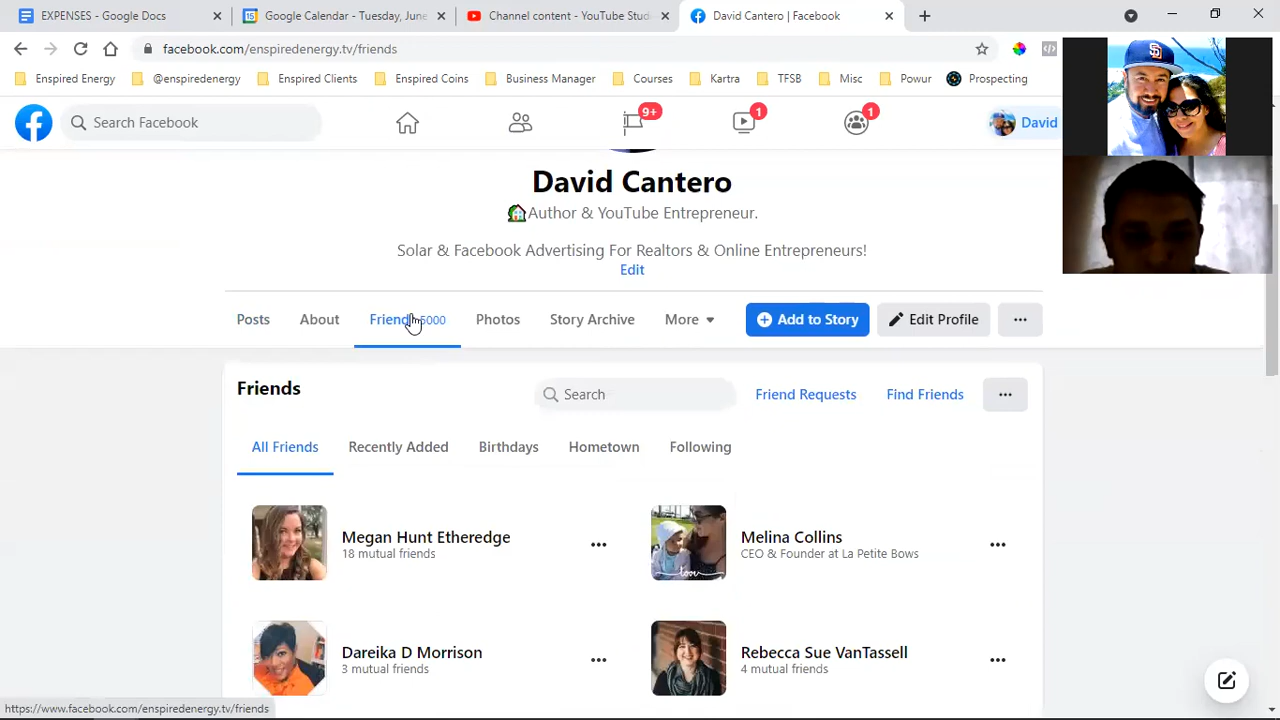 EXPENSES - Google Docs
Google Calendar - Tuesday, June
Channel content - YouTube Stud
David Cantero | Facebook
facebook.com/enspiredenergy.tv/friends
Enspired Energy
@enspiredenergy
Enspired Clients
Enspired Coins
Business Manager
Courses
Kartra
TFSB
Misc
Powur
Prospecting
Search Facebook
9+
1
1
David
SD
David Cantero
Author & YouTube Entrepreneur.
Solar & Facebook Advertising For Realtors & Online Entrepreneurs!
Edit
Posts
About
Friends 5000
Photos
Story Archive
More
Add to Story
Edit Profile
Friends
Search
Friend Requests
Find Friends
All Friends
Recently Added
Birthdays
Hometown
Following
Megan Hunt Etheredge
18 mutual friends
Melina Collins
CEO & Founder at La Petite Bows
Dareika D Morrison
3 mutual friends
Rebecca Sue VanTassell
4 mutual friends
https://www.facebook.com/enspiredenergy.tv/friends